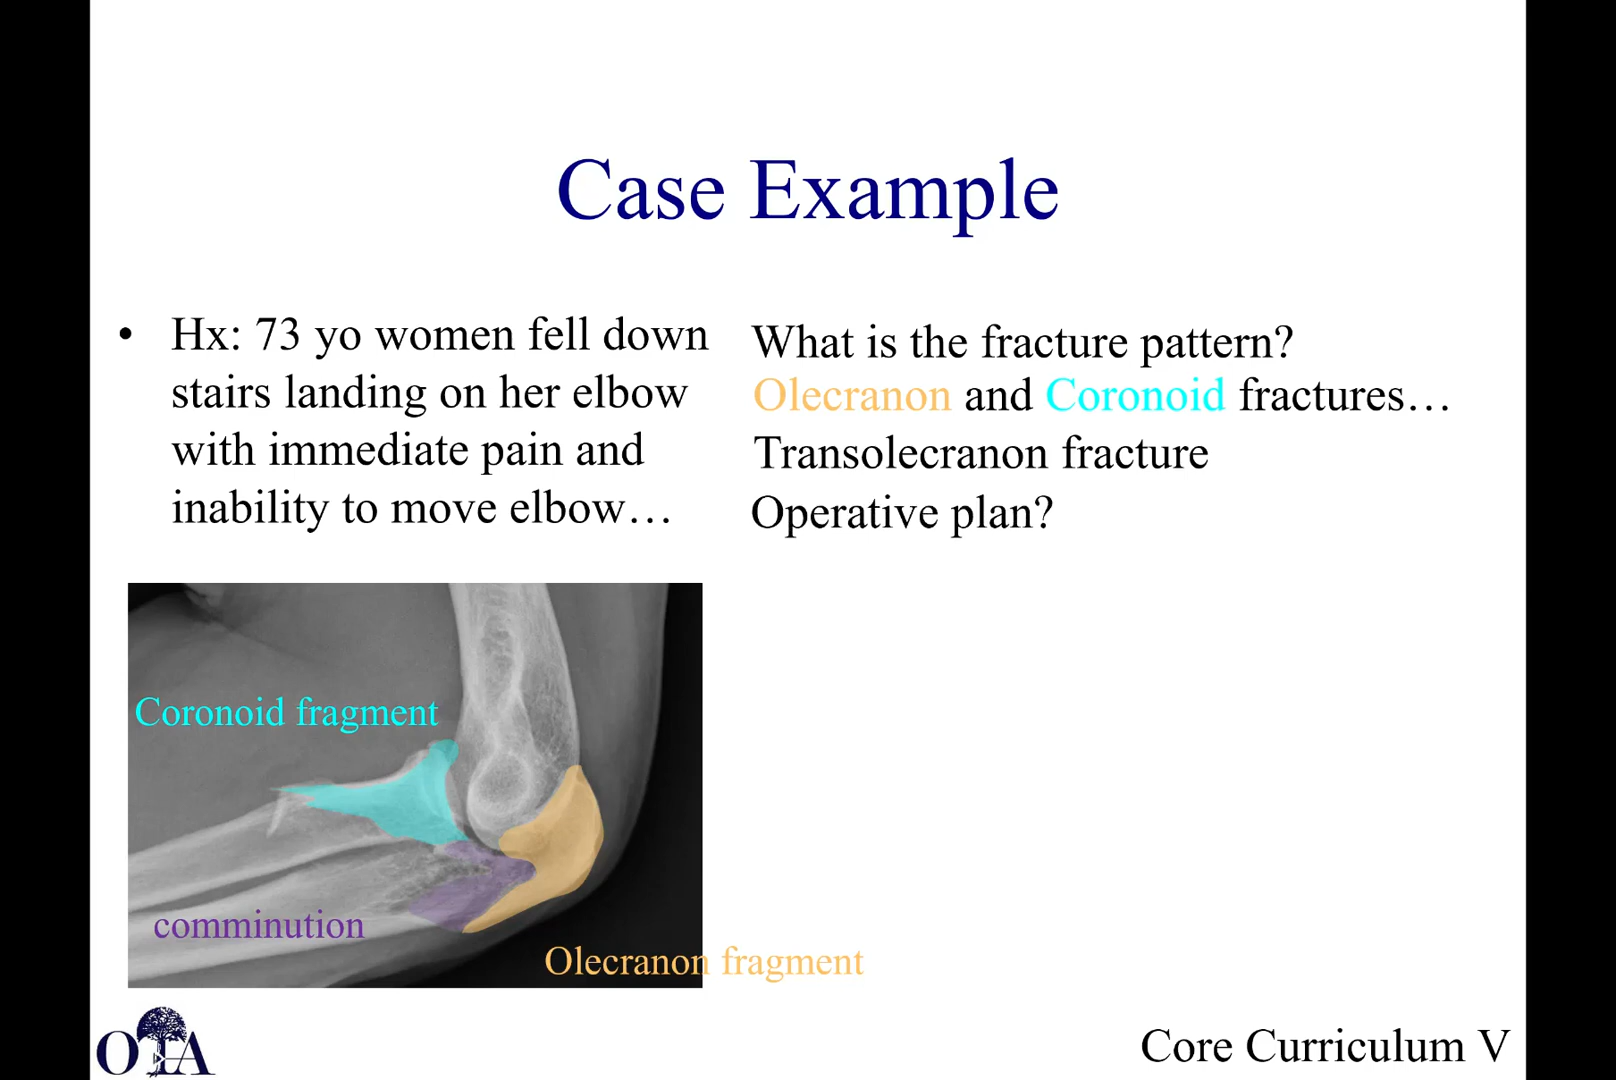 Case Example
• Hx: 73 yo women fell down
stairs landing on her elbow
with immediate pain and
inability to move elbow…
What is the fracture pattern?
Olecranon and Coronoid fractures…
Transolecranon fracture
Operative plan?
Coronoid fragment
comminution
Olecranon fragment
OTA
Core Curriculum V